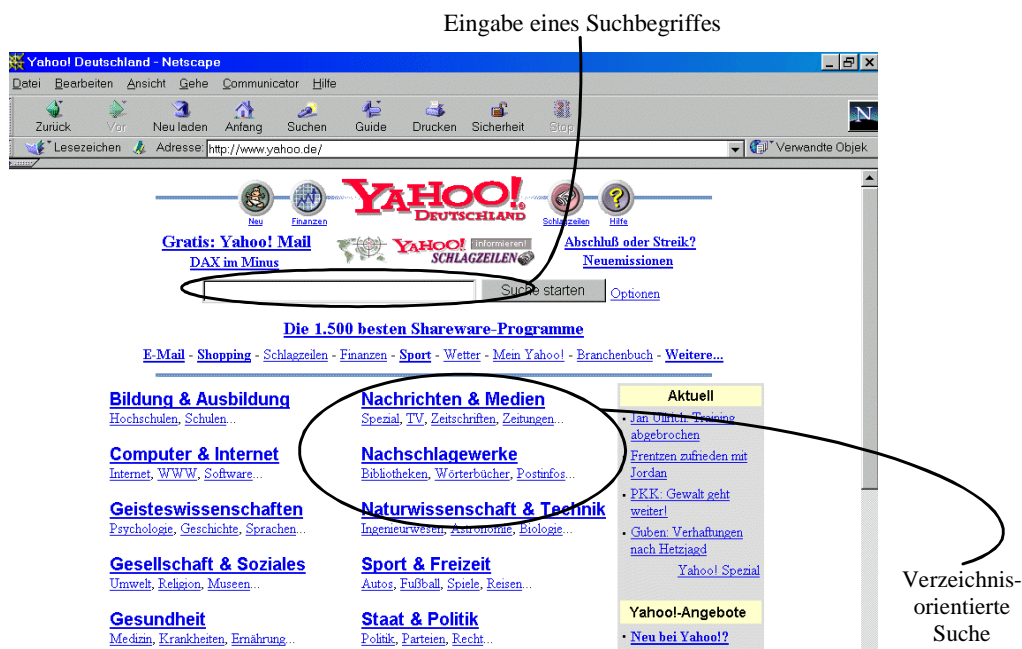 Eingabe eines Suchbegriffes
Yahoo! Deutschland - Netscape
Datei Bearbeiten Ansicht Gehe Communicator Hilfe
Zurück Vor Neu laden Anfang Suchen Guide Drucken Sicherheit Stop
N
Lesezeichen Adresse: http://www.yahoo.de/ Verwandte Objek
YAHOO!
DEUTSCHLAND
Neu Finanzen Schlagzeilen Hilfe
Gratis: Yahoo! Mail YAHOO! informieren! Abschluß oder Streik?
DAX im Minus SCHLAGZEILEN Neuemissionen
Suche starten Optionen
Die 1.500 besten Shareware-Programme
E-Mail - Shopping - Schlagzeilen - Finanzen - Sport - Wetter - Mein Yahoo! - Branchenbuch - Weitere...
Bildung & Ausbildung
Hochschulen, Schulen...
Computer & Internet
Internet, WWW, Software...
Geisteswissenschaften
Psychologie, Geschichte, Sprachen...
Gesellschaft & Soziales
Umwelt, Religion, Museen...
Gesundheit
Medizin, Krankheiten, Ernährung...
Nachrichten & Medien
Spezial, TV, Zeitschriften, Zeitungen...
Nachschlagewerke
Bibliotheken, Wörterbücher, Postinfos...
Naturwissenschaft & Technik
Ingenieurwesen, Astronomie, Biologie...
Sport & Freizeit
Autos, Fußball, Spiele, Reisen...
Staat & Politik
Politik, Parteien, Recht...
Aktuell
· Jan Ullrich: Training
abgebrochen
· Frentzen zufrieden mit
Jordan
· PKK: Gewalt geht
weiter!
· Guben: Verhaftungen
nach Hetzjagd
Yahoo! Spezial
Yahoo!-Angebote
· Neu bei Yahoo!?
Verzeichnis-
orientierte
Suche